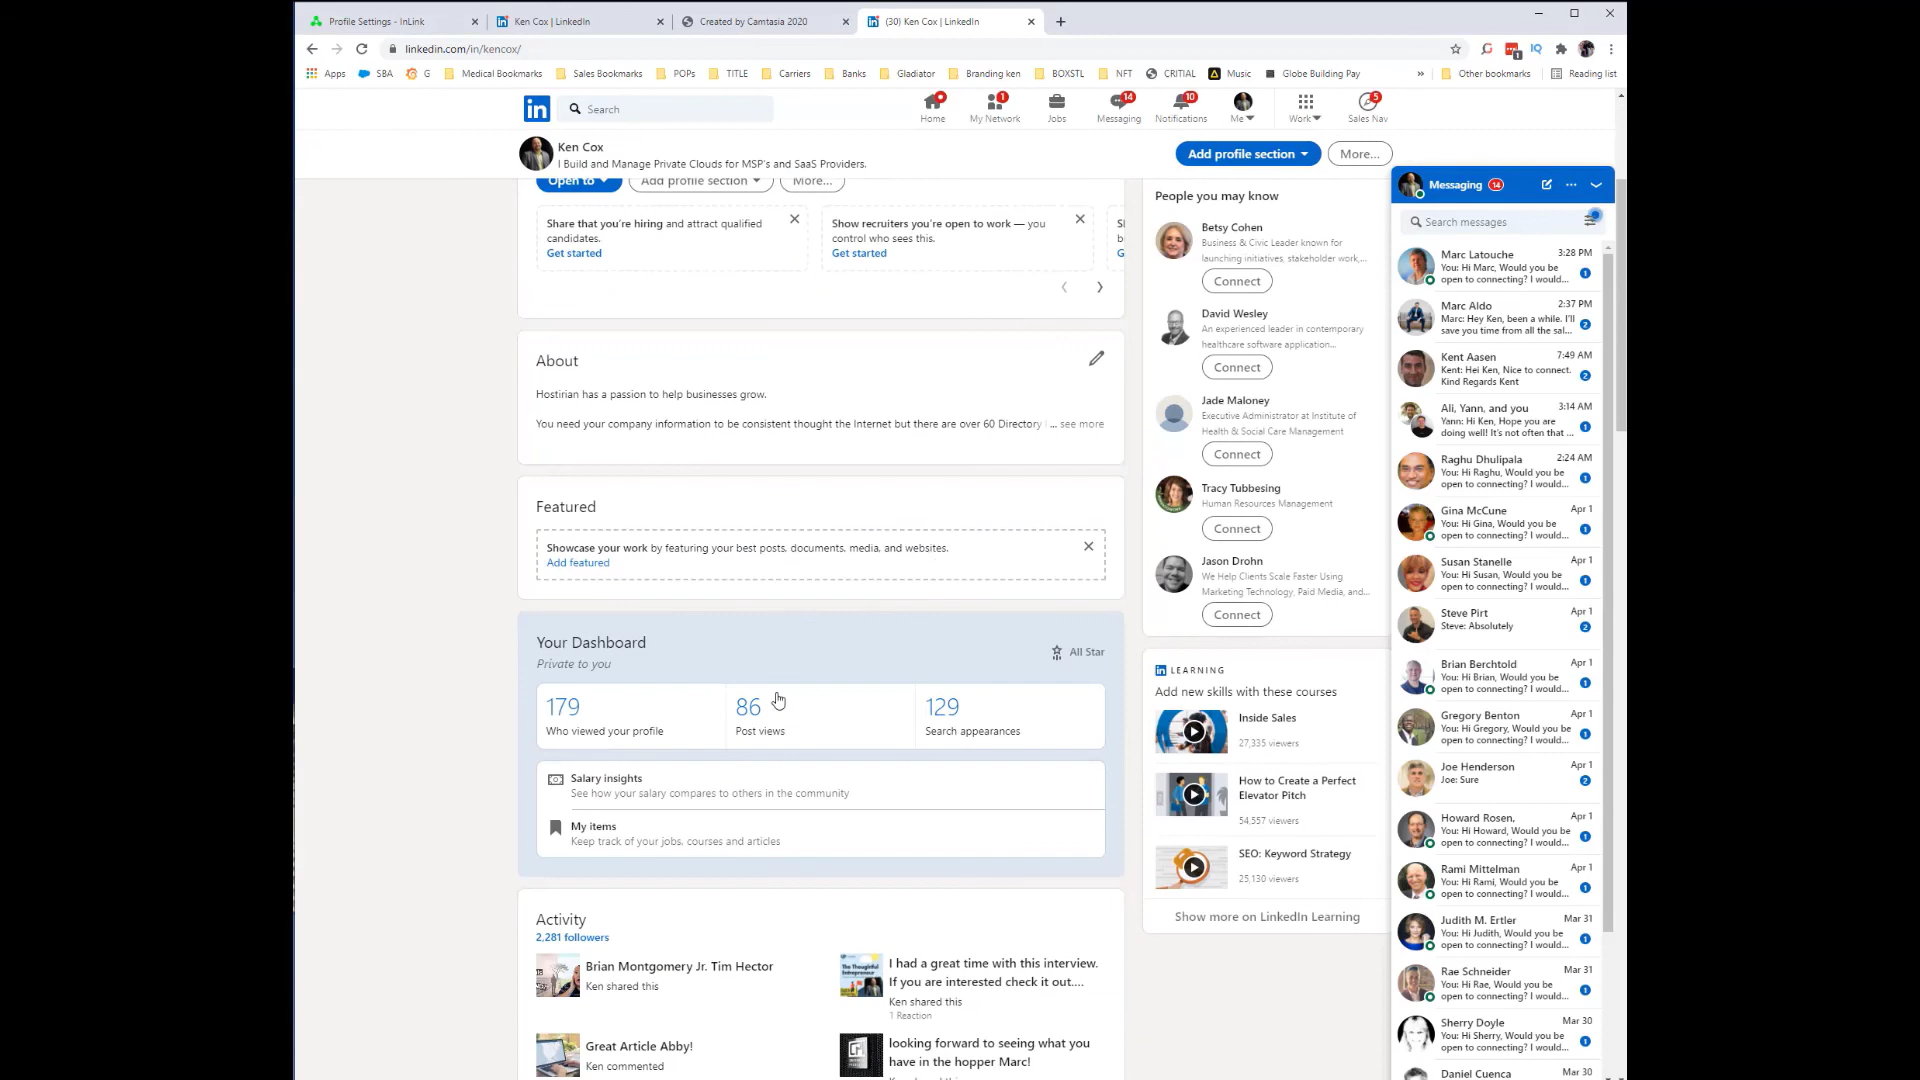 Profile Settings - InLink
Ken Cox | LinkedIn
Created by Camtasia 2020
(30) Ken Cox | LinkedIn
linkedin.com/in/kencox/
Apps
SBA
G
Medical Bookmarks
Sales Bookmarks
POPs
TITLE
Carriers
Banks
Gladiator
Branding ken
BOXSTL
NFT
CRITIAL
Music
Globe Building Pay
Other bookmarks
Reading list
Search
Home
1
My Network
Jobs
14
Messaging
10
Notifications
Me
Work
5
Sales Nav
Ken Cox
I Build and Manage Private Clouds for MSP's and SaaS Providers.
Add profile section
More...
Open to
Add profile section
More...
Share that you're hiring and attract qualified
candidates.
Get started
Show recruiters you're open to work — you
control who sees this.
Get started
About
Hostirian has a passion to help businesses grow.
You need your company information to be consistent thought the Internet but there are over 60 Directory
... see more
Featured
Showcase your work by featuring your best posts, documents, media, and websites.
Add featured
Your Dashboard
Private to you
All Star
179
Who viewed your profile
86
Post views
129
Search appearances
Salary insights
See how your salary compares to others in the community
My items
Keep track of your jobs, courses and articles
Activity
2,281 followers
Brian Montgomery Jr. Tim Hector
Ken shared this
I had a great time with this interview.
If you are interested check it out....
Ken shared this
1 Reaction
Great Article Abby!
Ken commented
looking forward to seeing what you
have in the hopper Marc!
People you may know
Betsy Cohen
Business & Civic Leader known for
launching initiatives, stakeholder work,...
Connect
David Wesley
An experienced leader in contemporary
healthcare software application...
Connect
Jade Maloney
Executive Administrator at Institute of
Health & Social Care Management
Connect
Tracy Tubbesing
Human Resources Management
Connect
Jason Drohn
We Help Clients Scale Faster Using
Marketing Technology, Paid Media, and...
Connect
in LEARNING
Add new skills with these courses
Inside Sales
27,335 viewers
How to Create a Perfect
Elevator Pitch
54,557 viewers
SEO: Keyword Strategy
25,130 viewers
Show more on LinkedIn Learning
Messaging 14
Search messages
Marc Latouche 3:28 PM
You: Hi Marc, Would you be
open to connecting? I would... 1
Marc Aldo 2:37 PM
Marc: Hey Ken, been a while. I'll
save you time from all the sal... 2
Kent Aasen 7:49 AM
Kent: Hei Ken, Nice to connect.
Kind Regards Kent 2
Ali, Yann, and you 3:14 AM
Yann: Hi Ken, Hope you are
doing well! It's not often that ... 1
Raghu Dhulipala 2:24 AM
You: Hi Raghu, Would you be
open to connecting? I would... 1
Gina McCune Apr 1
You: Hi Gina, Would you be
open to connecting? I would... 1
Susan Stanelle Apr 1
You: Hi Susan, Would you be
open to connecting? I would... 1
Steve Pirt Apr 1
Steve: Absolutely 2
Brian Berchtold Apr 1
You: Hi Brian, Would you be
open to connecting? I would... 1
Gregory Benton Apr 1
You: Hi Gregory, Would you be
open to connecting? I would... 1
Joe Henderson Apr 1
Joe: Sure 2
Howard Rosen, Apr 1
You: Hi Howard, Would you be
open to connecting? I would... 1
Rami Mittelman Apr 1
You: Hi Rami, Would you be
open to connecting? I would... 1
Judith M. Ertler Mar 31
You: Hi Judith, Would you be
open to connecting? I would... 1
Rae Schneider Mar 31
You: Hi Rae, Would you be
open to connecting? I would... 1
Sherry Doyle Mar 30
You: Hi Sherry, Would you be
open to connecting? I would... 1
Daniel Cuenca Mar 30